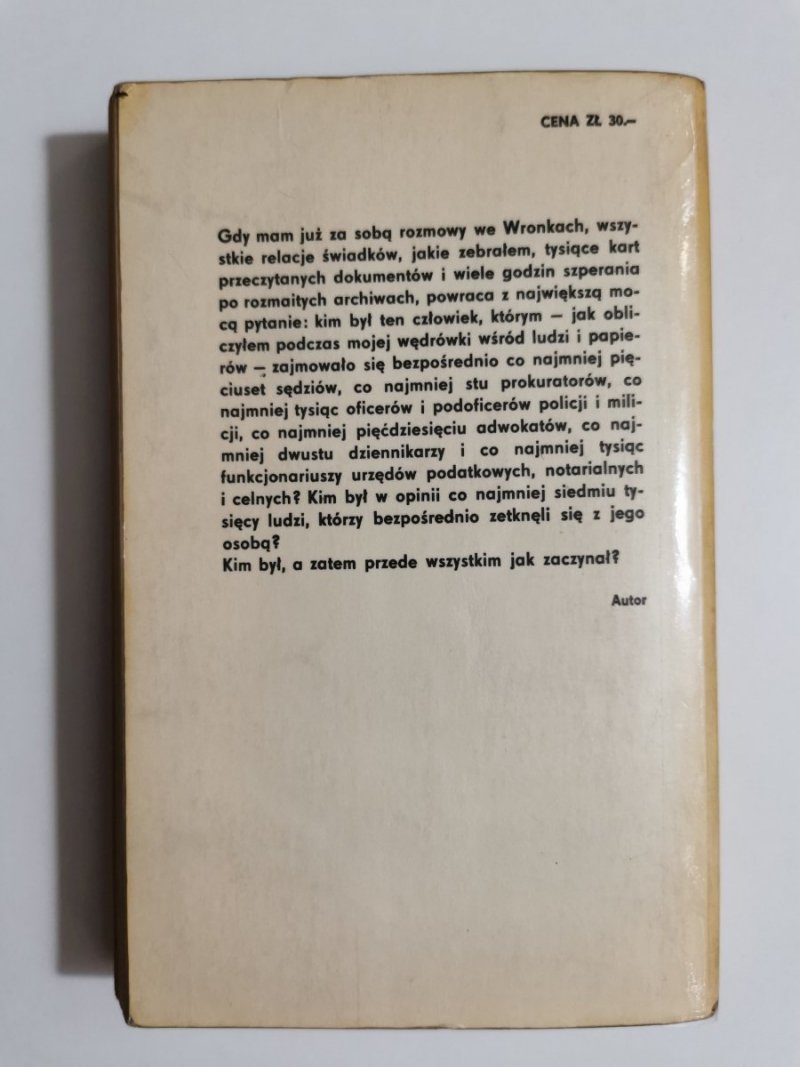 CENA ZŁ 30.—
Gdy mam już za sobą rozmowy we Wronkach, wszy-
stkie relacje świadków, jakie zebrałem, tysiące kart
przeczytanych dokumentów i wiele godzin szperania
po rozmaitych archiwach, powraca z największą mo-
cą pytanie: kim był ten człowiek, którym — jak obli-
czyłem podczas mojej wędrówki wśród ludzi i papie-
rów — zajmowało się bezpośrednio co najmniej pię-
ciuset sędziów, co najmniej stu prokuratorów, co
najmniej tysiąc oficerów i podoficerów policji i mili-
cji, co najmniej pięćdziesięciu adwokatów, co naj-
mniej dwustu dziennikarzy i co najmniej tysiąc
funkcjonariuszy urzędów podatkowych, notarialnych
i celnych? Kim był w opinii co najmniej siedmiu ty-
sięcy ludzi, którzy bezpośrednio zetknęli się z jego
osobą?
Kim był, a zatem przede wszystkim jak zaczynał?
Autor